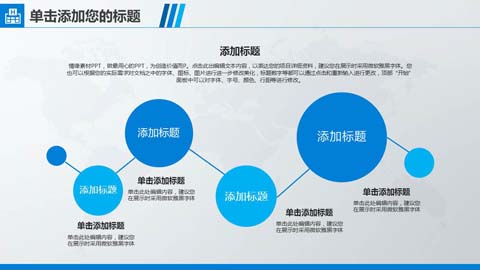 单击添加您的标题
添加标题
懂得素材PPT,做最用心的PPT,为创造价值而P。点击此出编辑文本内容,以表达您的项目详细资料,建议您在展示时采用微软雅黑字体。您
也可以根据您的实际需求对文档之中的字体、图标、图片进行进一步修改美化,标题数字等都可以通过点击和重新输入进行更改,顶部“开始”
面板中可以对字体、字号、颜色、行距等进行修改。
添加标题
添加标题
添加标题
添加标题
单击添加标题
单击此处编辑内容,建议您
在展示时采用微软雅黑字体
单击添加标题
单击此处编辑内容,建议您
在展示时采用微软雅黑字体
单击添加标题
单击此处编辑内容,建议您
在展示时采用微软雅黑字体
单击添加标题
单击此处编辑内容,建议您
在展示时采用微软雅黑字体